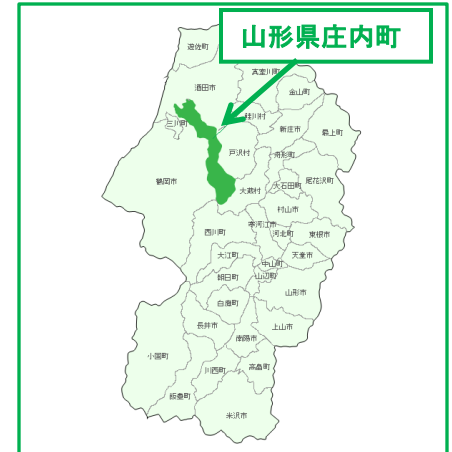 山形県庄内町
遊佐町
真室川町
酒田市
金山町
鮭川村
三川町
新庄市
最上町
戸沢村
舟形町
鶴岡市
大蔵村
大石田町
尾花沢町
村山市
寒河江市
西川町
河北町
東根市
大江町
天童市
中山町
朝日町
山辺町
山形市
白鷹町
長井市
上山市
南陽市
小国町
川西町
高畠町
飯豊町
米沢市